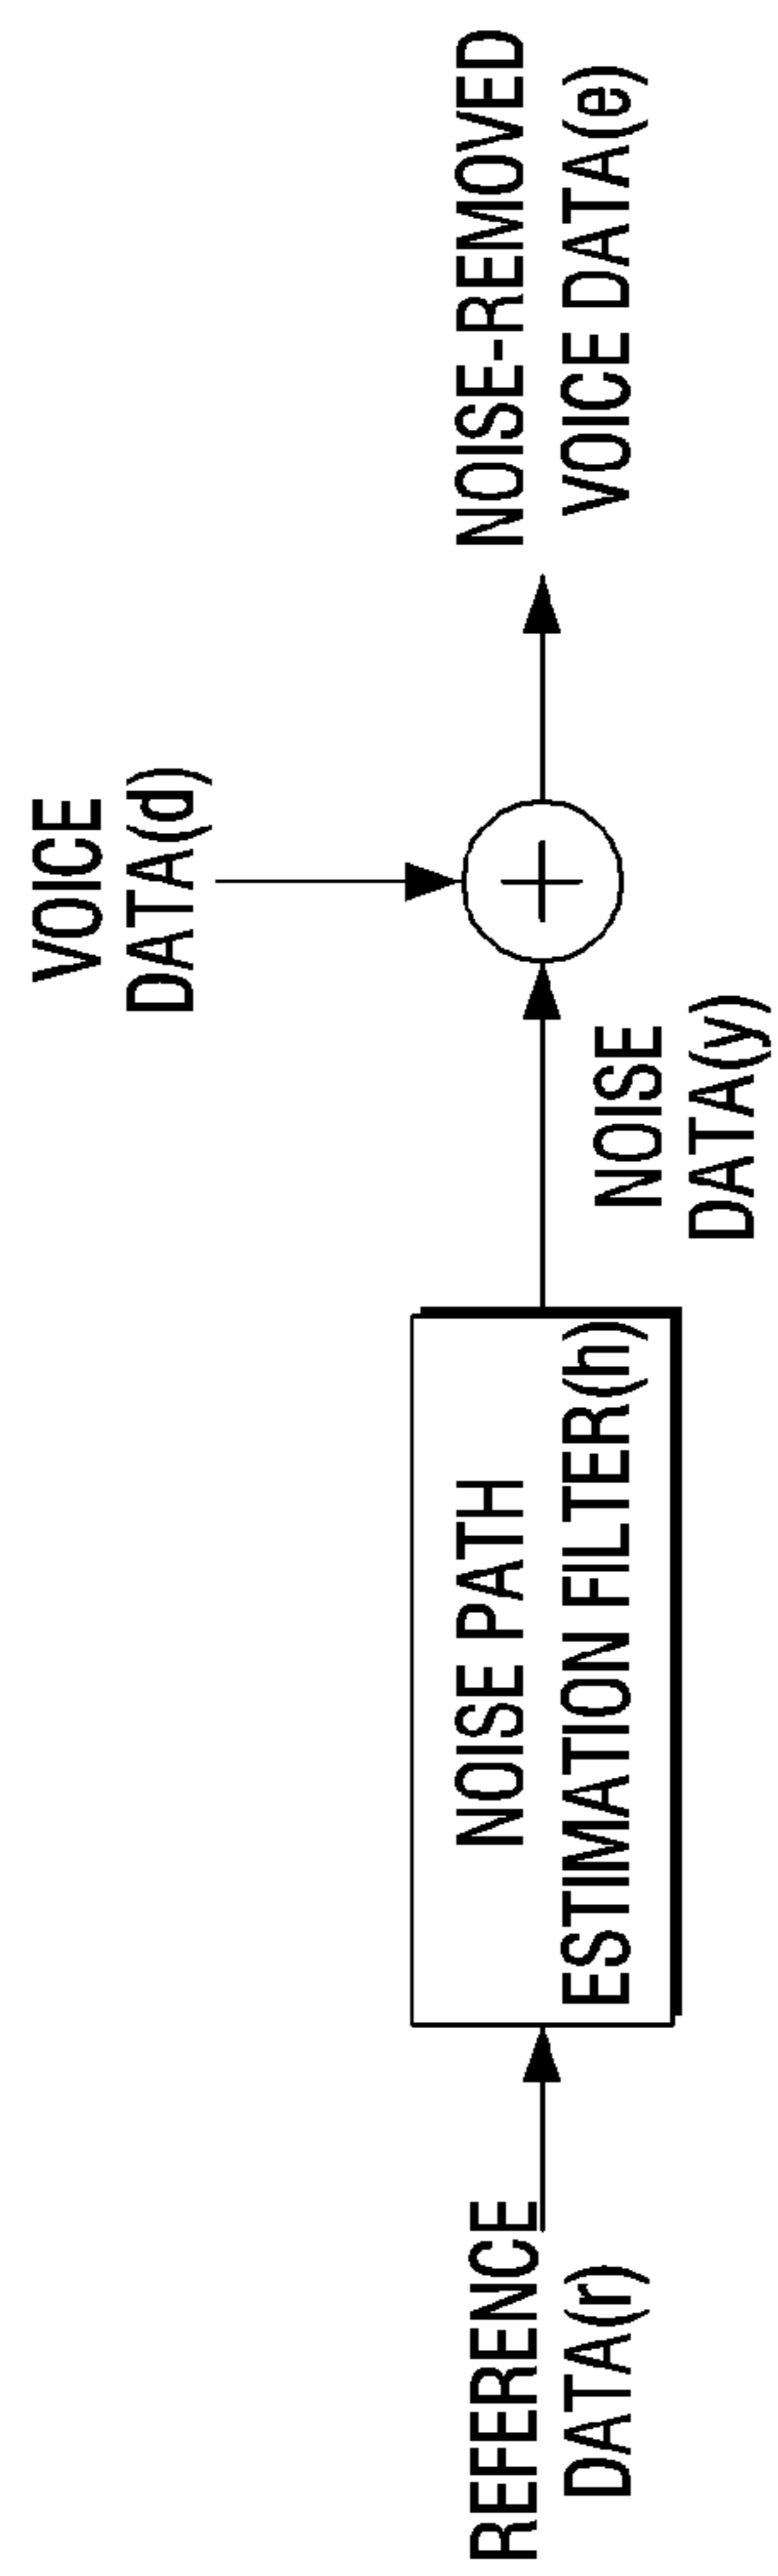 REFERENCE
DATA(r)
NOISE PATH
ESTIMATION FILTER(h)
NOISE
DATA(y)
VOICE
DATA(d)
NOISE-REMOVED
VOICE DATA(e)